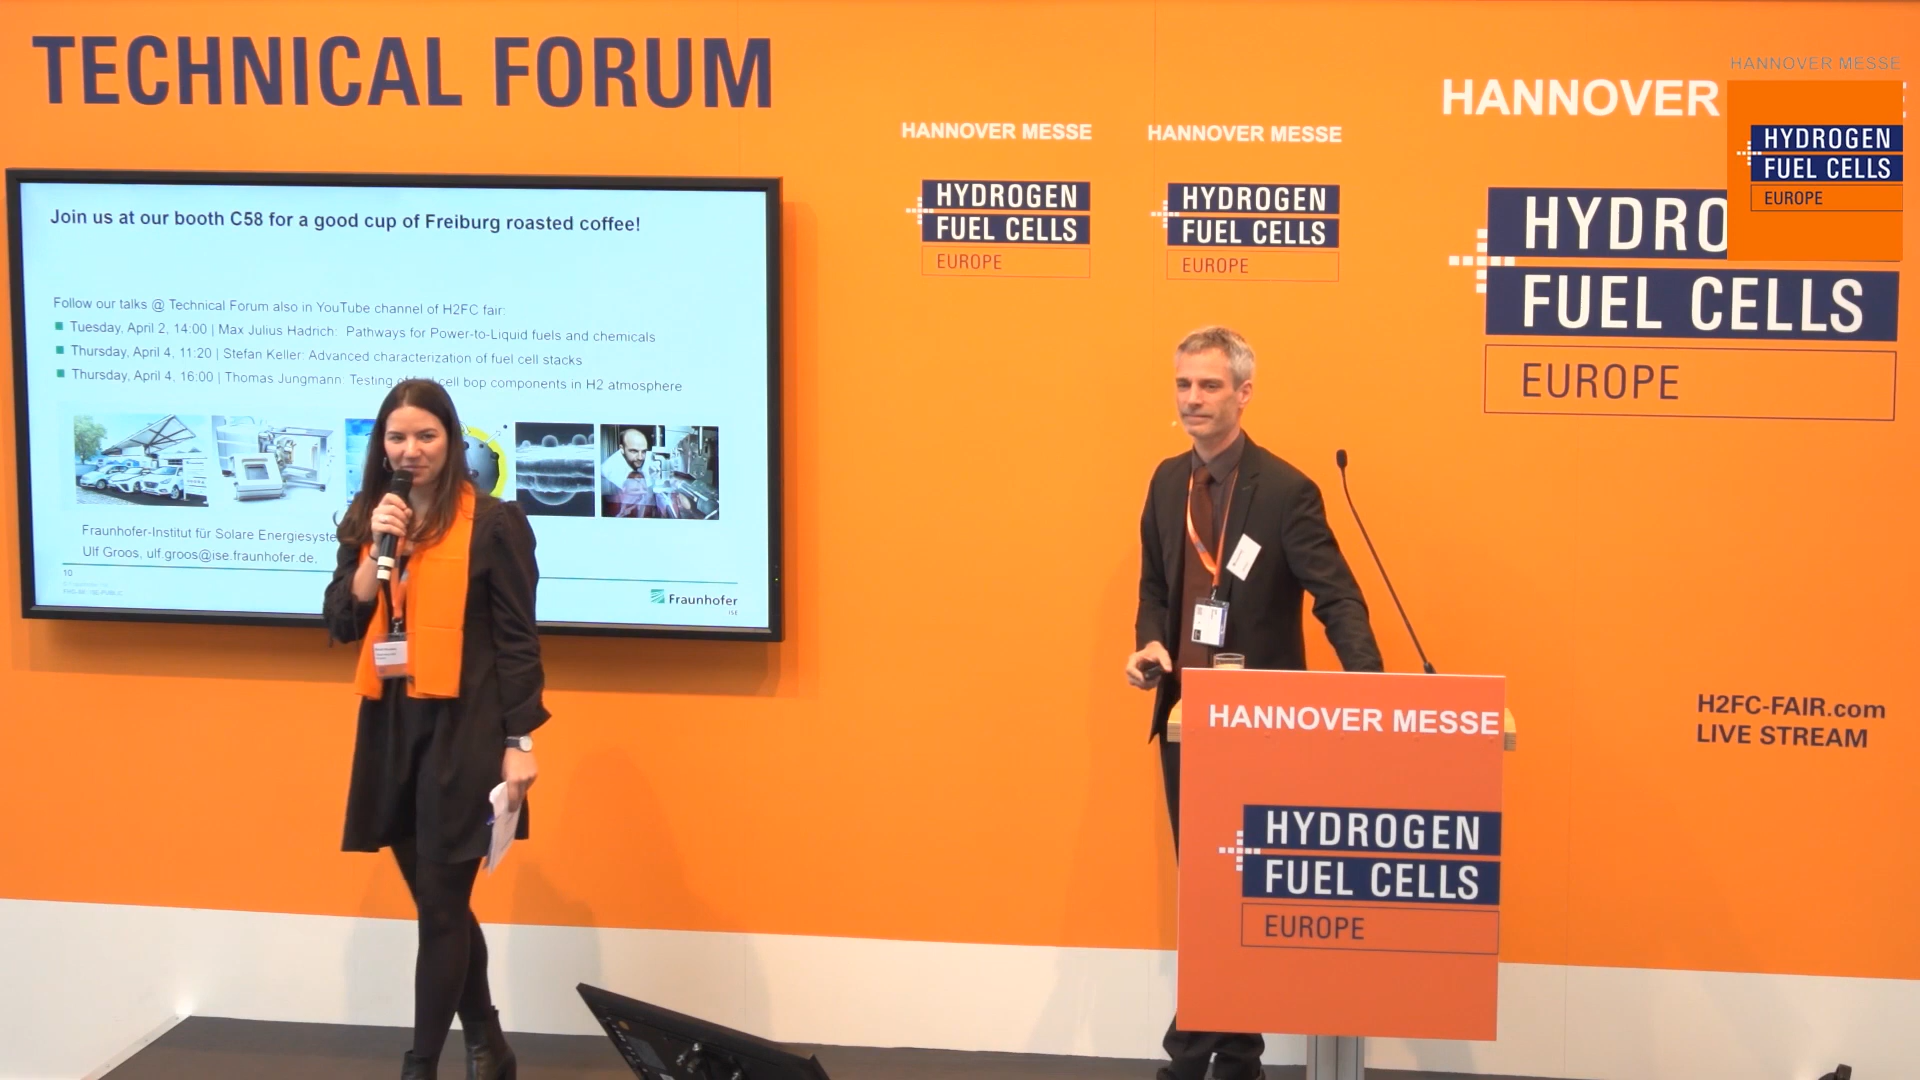 TECHNICAL FORUM
HANNOVER MESSE
HYDROGEN
FUEL CELLS
EUROPE
HANNOVER MESSE
HYDROGEN
FUEL CELLS
EUROPE
HANNOVER
HYDRO
FUEL CELLS
EUROPE
HANNOVER MESSE
HYDROGEN
FUEL CELLS
EUROPE
Join us at our booth C58 for a good cup of Freiburg roasted coffee!
Follow our talks @ Technical Forum also in YouTube channel of H2FC fair:
Tuesday, April 2, 14:00 | Max Julius Hadrich: Pathways for Power-to-Liquid fuels and chemicals
Thursday, April 4, 11:20 | Stefan Keller: Advanced characterization of fuel cell stacks
Thursday, April 4, 16:00 | Thomas Jungmann: Testing of fuel cell bop components in H2 atmosphere
Fraunhofer-Institut für Solare Energiesyste
Ulf Groos, ulf.groos@ise.fraunhofer.de,
10
Fraunhofer
ISE
H2FC-FAIR.com
LIVE STREAM
HANNOVER MESSE
HYDROGEN
FUEL CELLS
EUROPE